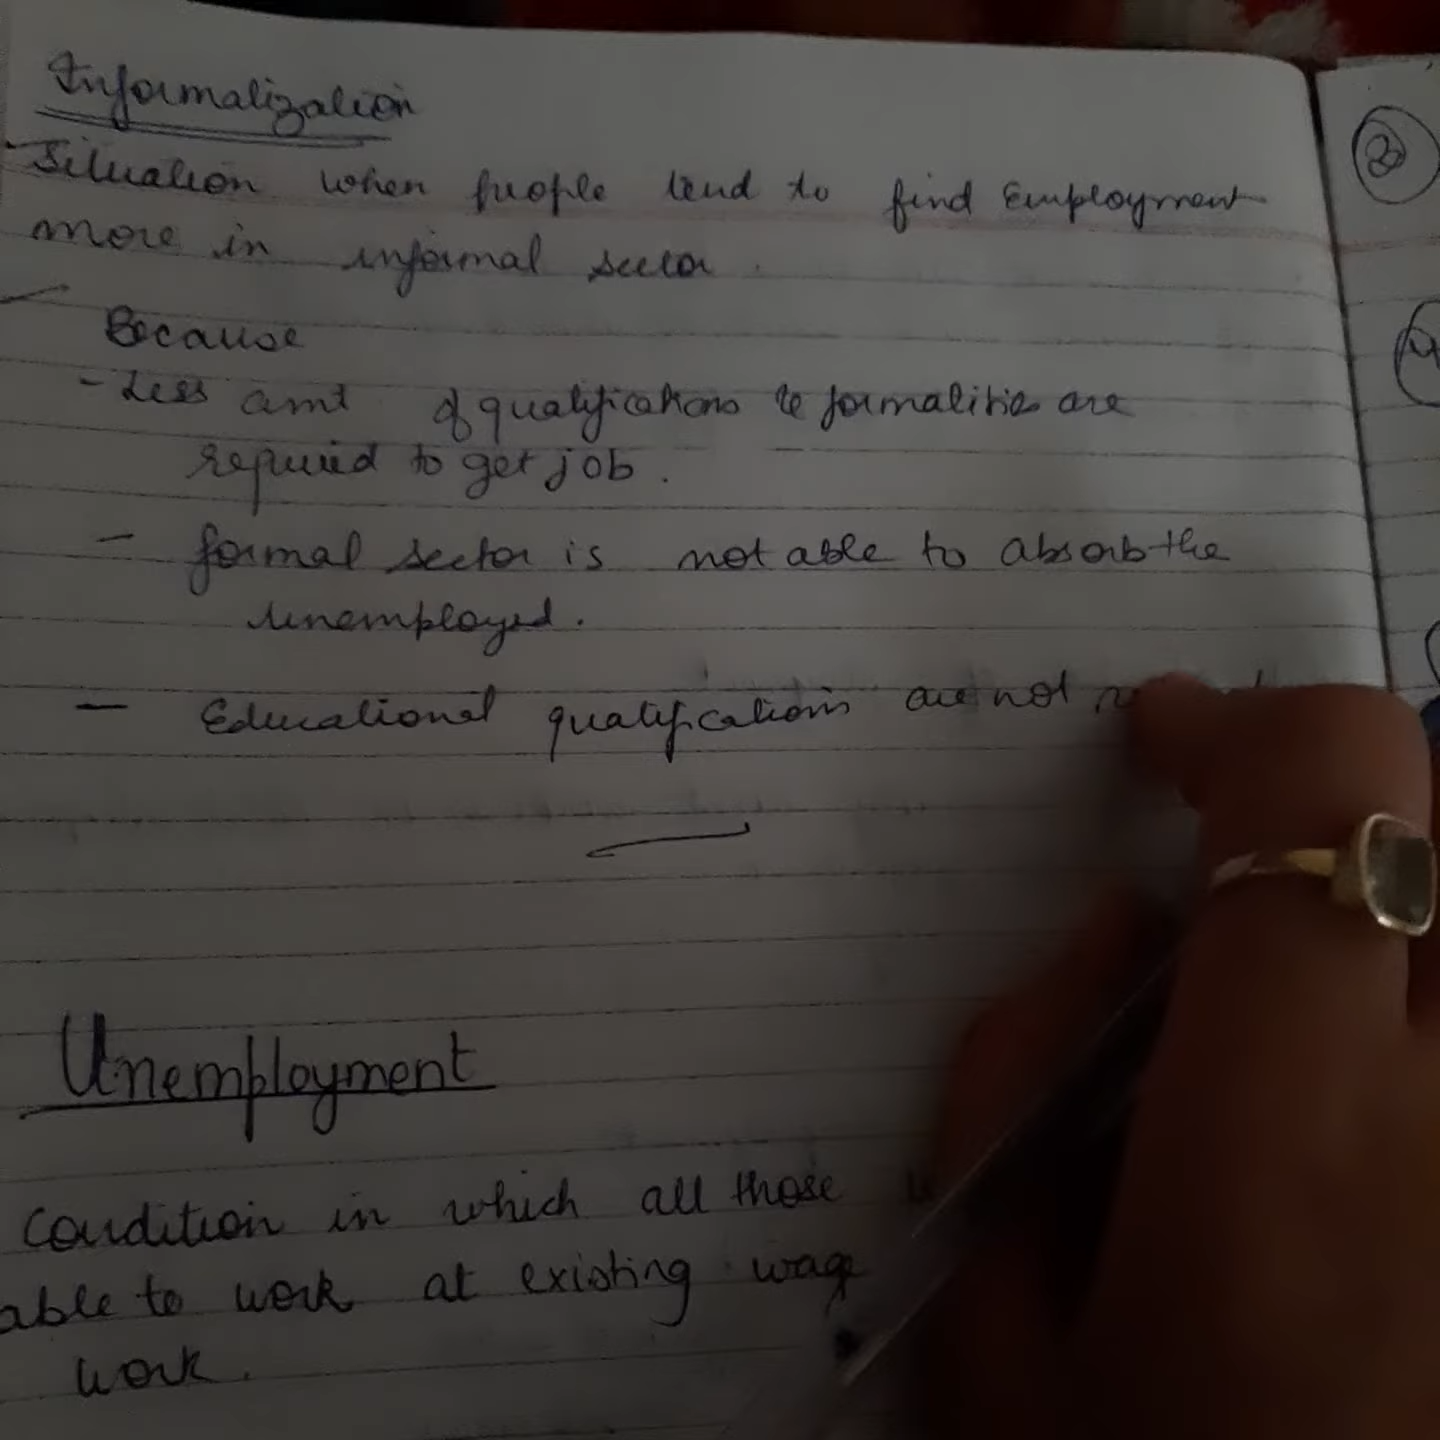 Informalization
Situation when people tend to find Employment
more in informal sector.
Because
- Less amt of qualifications & formalities are
required to get job.
- formal sector is not able to absorb the
unemployed.
- Educational qualifications are not
Unemployment
Condition in which all those
able to work at existing wage
work.
3
4